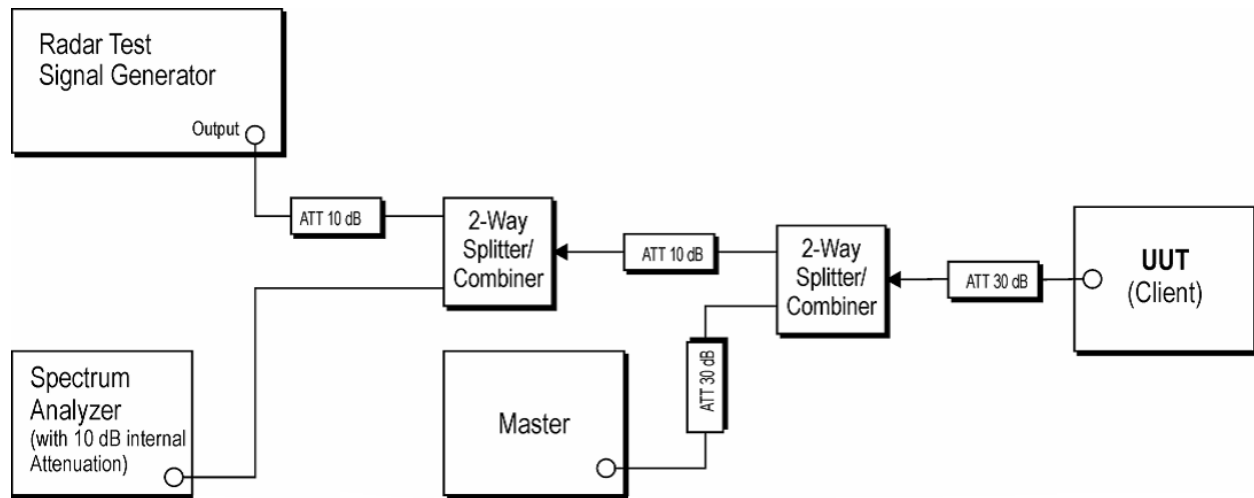 Radar Test
Signal Generator
Output
ATT 10 dB
2-Way
Splitter/
Combiner
ATT 10 dB
2-Way
Splitter/
Combiner
ATT 30 dB
UUT
(Client)
Spectrum
Analyzer
(with 10 dB internal
Attenuation)
Master
ATT 30 dB